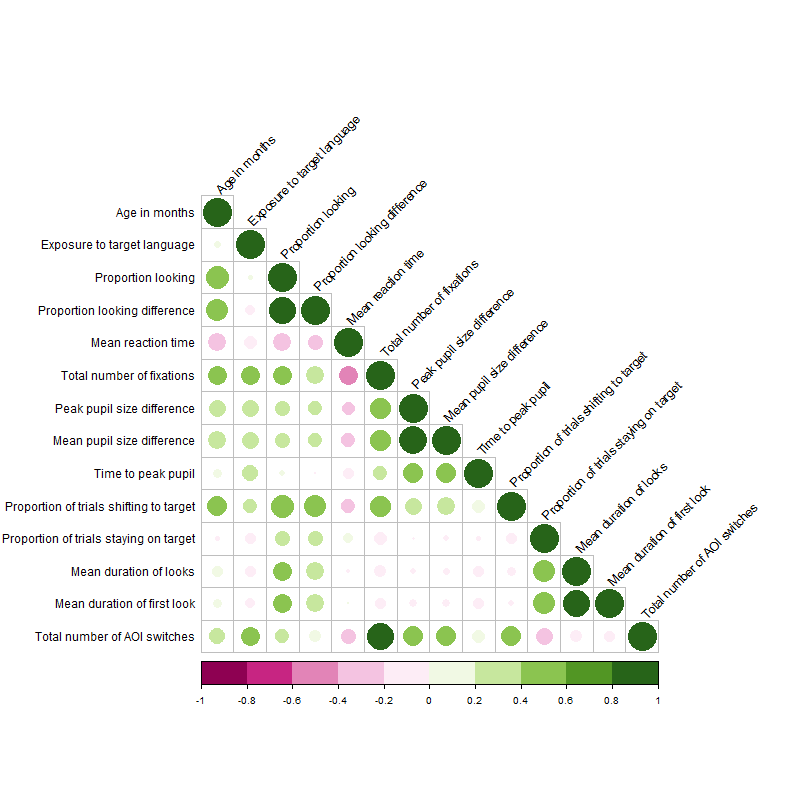 Age in months
Exposure to target language
Proportion looking
Proportion looking difference
Mean reaction time
Total number of fixations
Peak pupil size difference
Mean pupil size difference
Time to peak pupil
Proportion of trials shifting to target
Proportion of trials staying on target
Mean duration of looks
Mean duration of first look
Total number of AOI switches
Age in months
Exposure to target language
Proportion looking
Proportion looking difference
Mean reaction time
Total number of fixations
Peak pupil size difference
Mean pupil size difference
Time to peak pupil
Proportion of trials shifting to target
Proportion of trials staying on target
Mean duration of looks
Mean duration of first look
Total number of AOI switches
-1 -0.8 -0.6 -0.4 -0.2 0 0.2 0.4 0.6 0.8 1